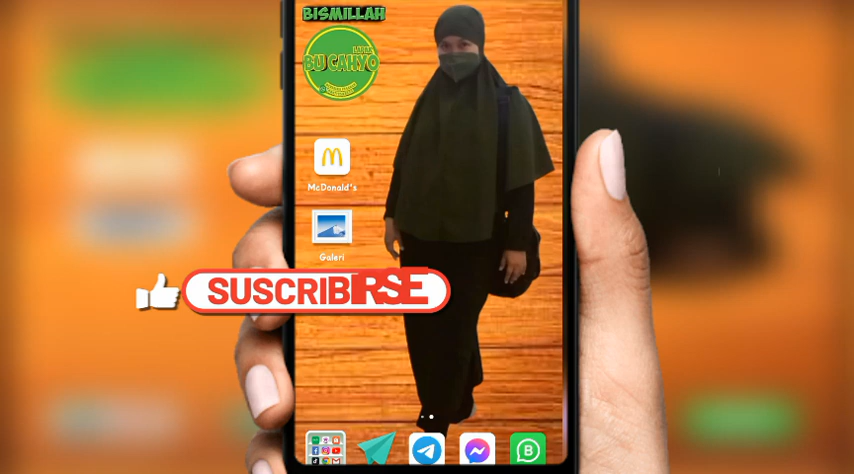 BISMILLAH
BU CAHYO
McDonald's
Galeri
SUSCRIBIRSE